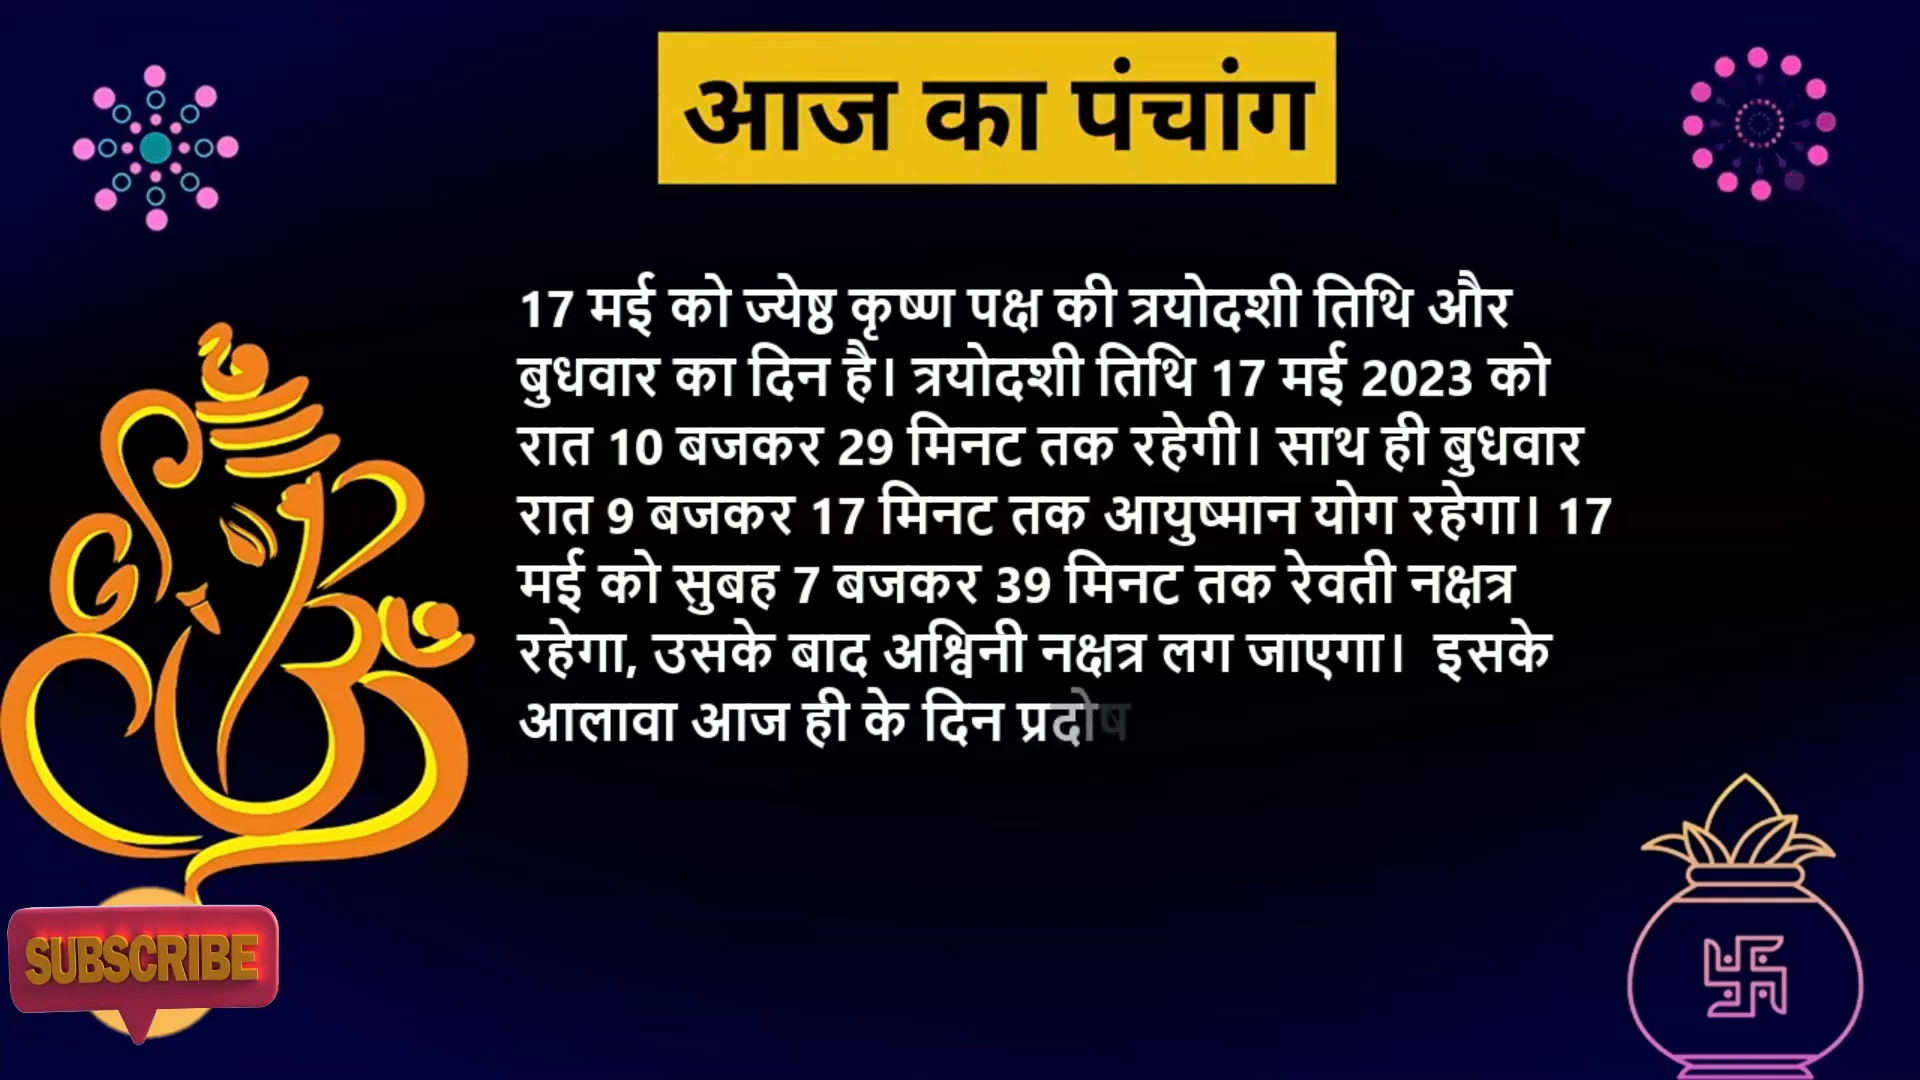 आज का पंचांग
17 मई को ज्येष्ठ कृष्ण पक्ष की त्रयोदशी तिथि और
बुधवार का दिन है। त्रयोदशी तिथि 17 मई 2023 को
रात 10 बजकर 29 मिनट तक रहेगी। साथ ही बुधवार
रात 9 बजकर 17 मिनट तक आयुष्मान योग रहेगा। 17
मई को सुबह 7 बजकर 39 मिनट तक रेवती नक्षत्र
रहेगा, उसके बाद अश्विनी नक्षत्र लग जाएगा। इसके
आलावा आज ही के दिन प्रदोष
SUBSCRIBE